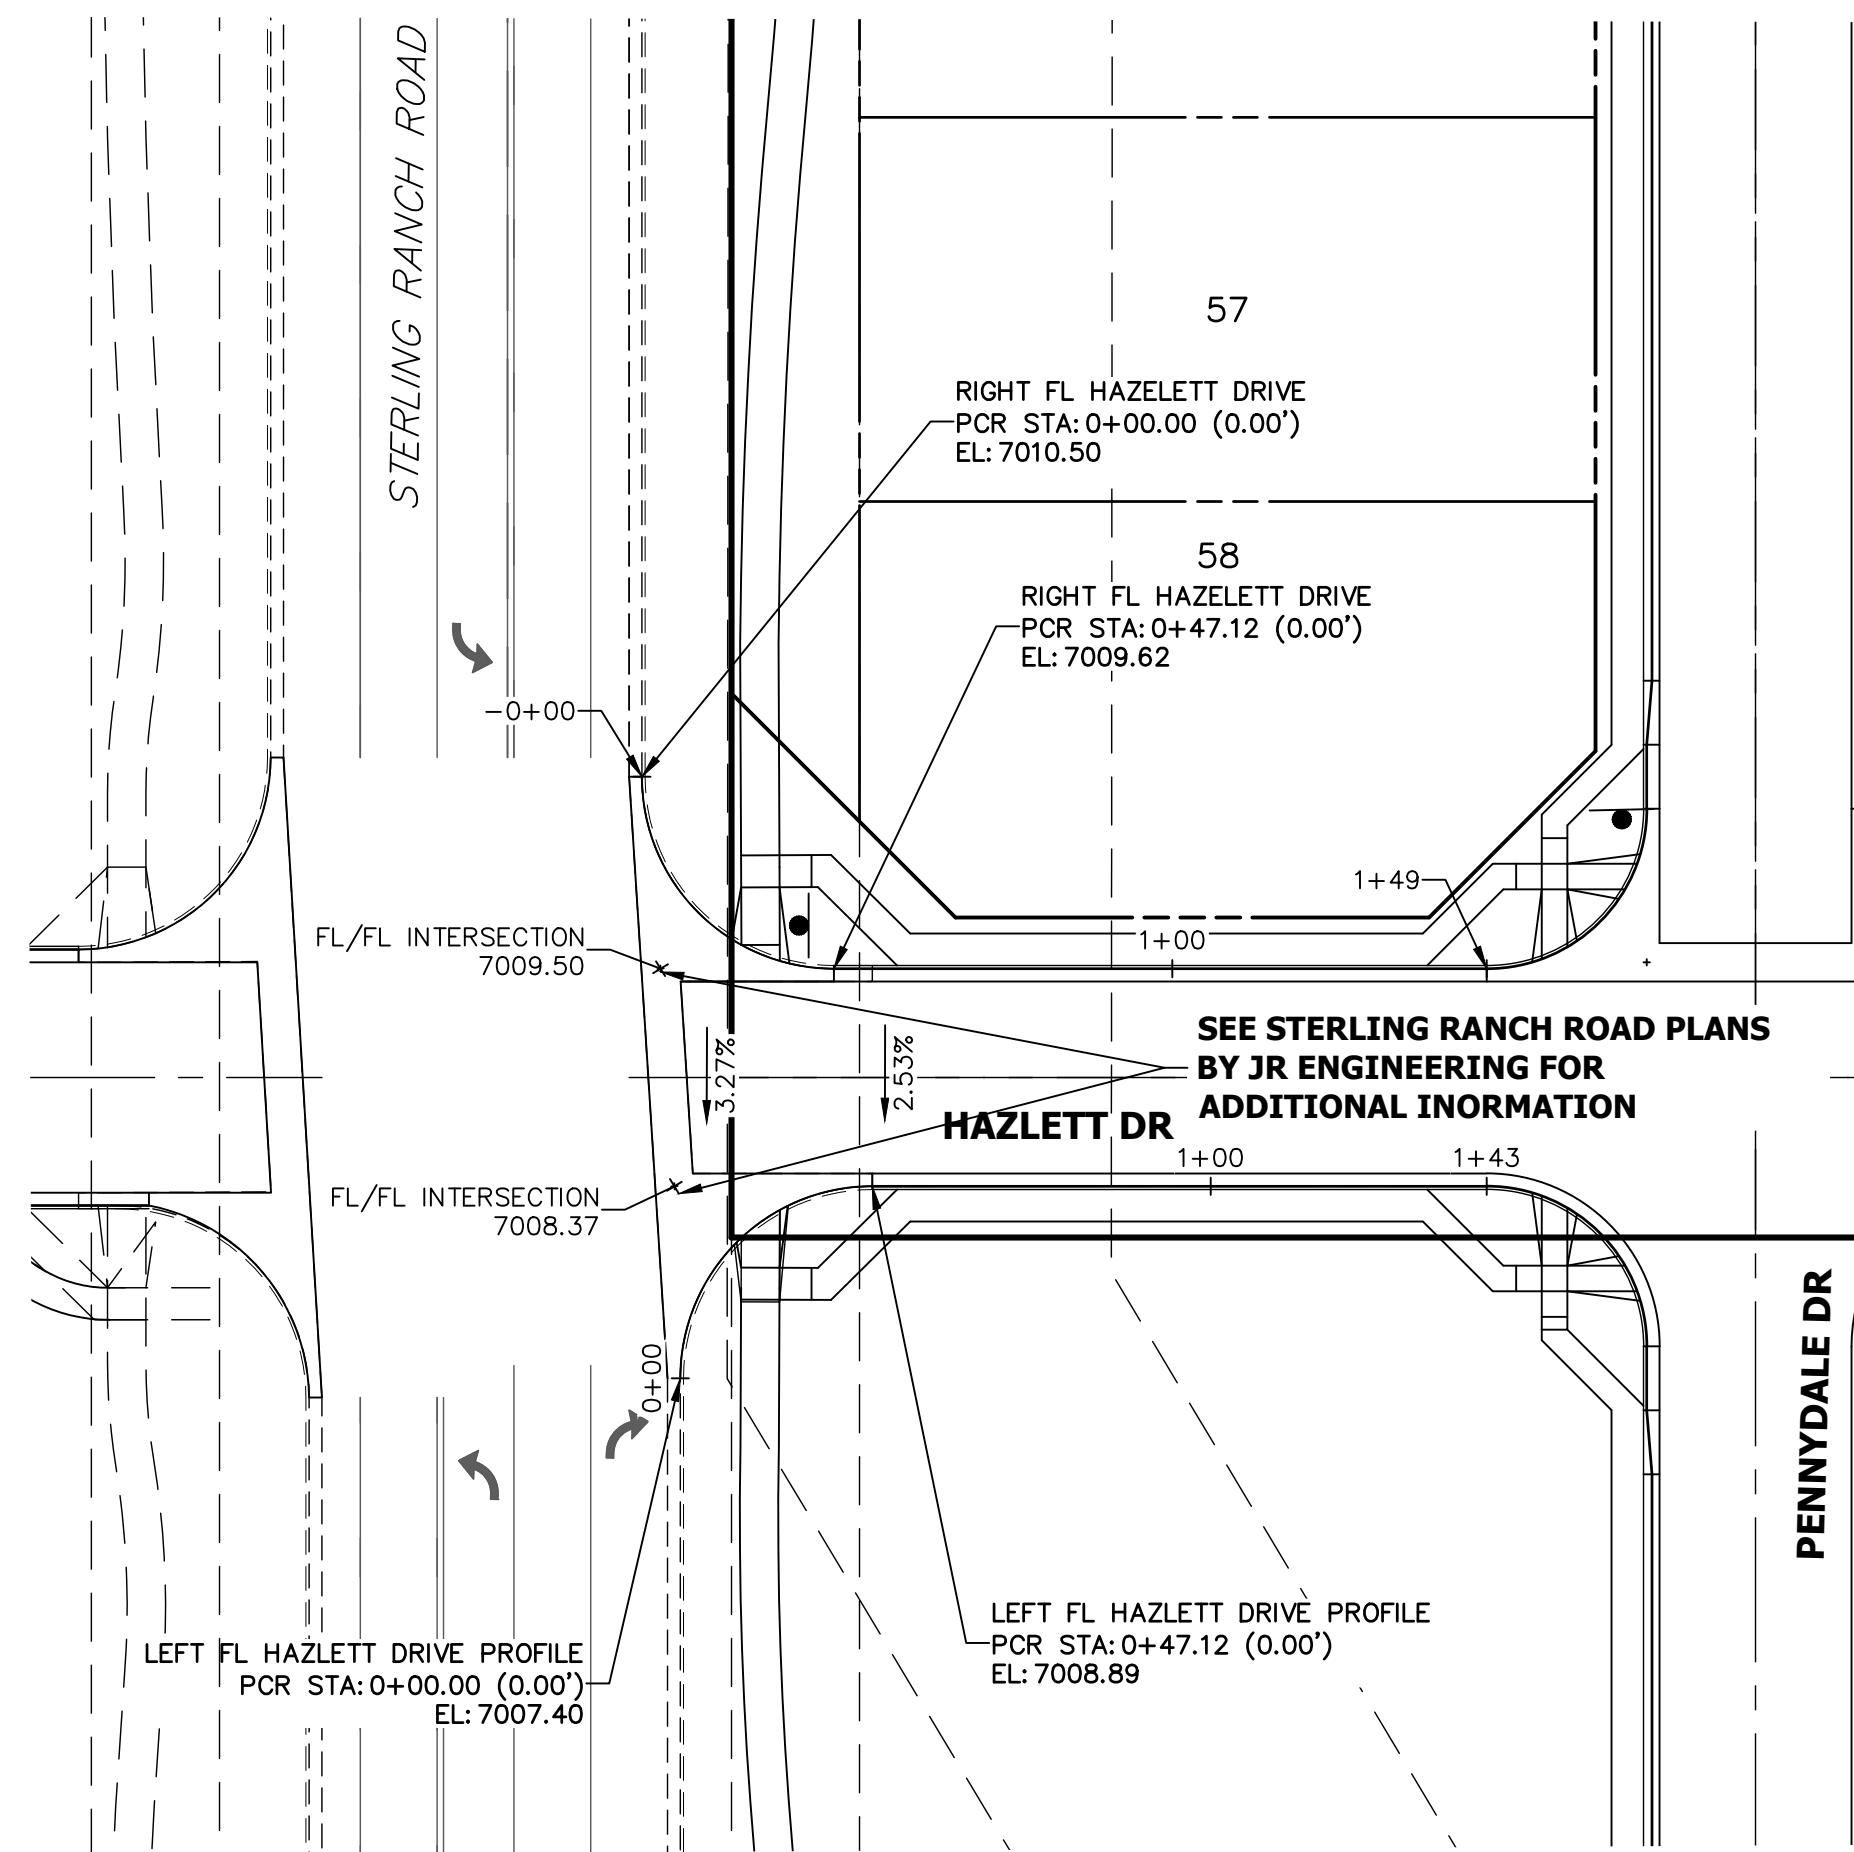 STERLING RANCH ROAD
57
RIGHT FL HAZELETT DRIVE
PCR STA: 0+00.00 (0.00')
EL: 7010.50
58
RIGHT FL HAZELETT DRIVE
PCR STA: 0+47.12 (0.00')
EL: 7009.62
-0+00
1+49
FL/FL INTERSECTION
7009.50
1+00
SEE STERLING RANCH ROAD PLANS
BY JR ENGINEERING FOR
ADDITIONAL INORMATION
3.27%
2.53%
HAZLETT DR
1+00
1+43
FL/FL INTERSECTION
7008.37
0+00
PENNYDALE DR
LEFT FL HAZLETT DRIVE PROFILE
PCR STA: 0+47.12 (0.00')
EL: 7008.89
LEFT FL HAZLETT DRIVE PROFILE
PCR STA: 0+00.00 (0.00')
EL: 7007.40